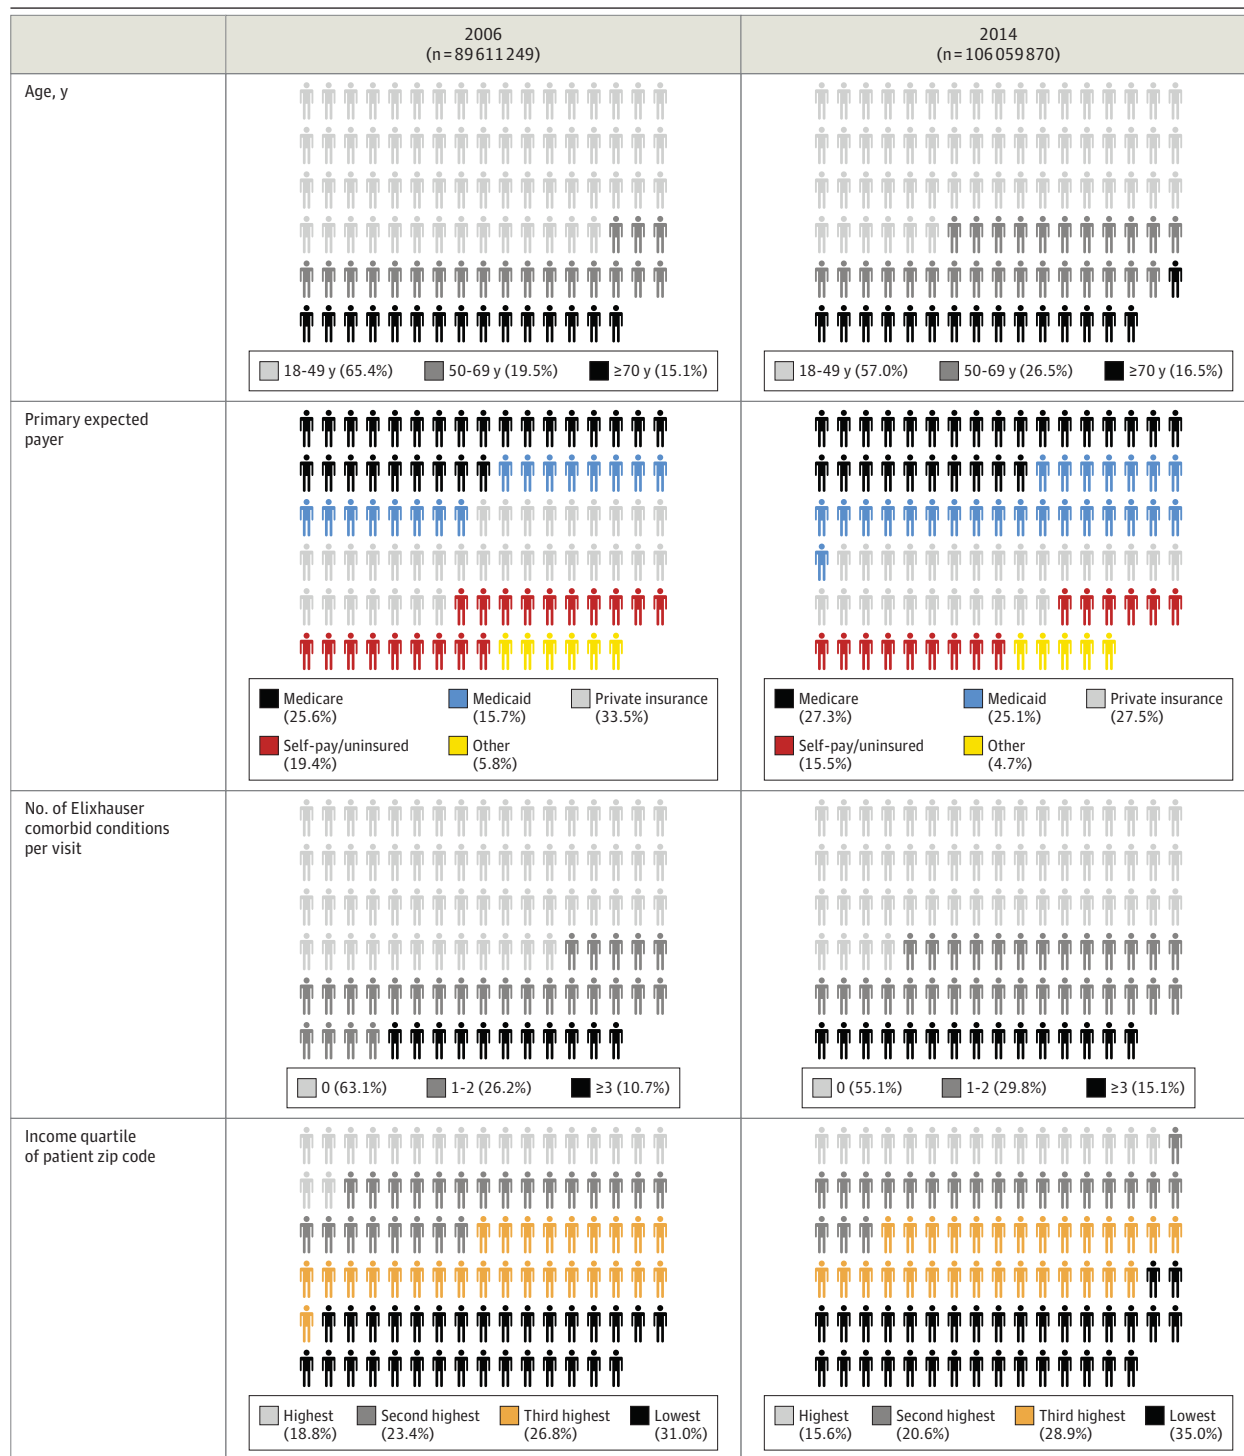 2006
(n=89611249)
2014
(n=106059870)
Age, y
18-49 y (65.4%) 50-69 y (19.5%) ≥70 y (15.1%)
18-49 y (57.0%) 50-69 y (26.5%) ≥70 y (16.5%)
Primary expected
payer
Medicare
(25.6%)
Medicaid
(15.7%)
Private insurance
(33.5%)
Self-pay/uninsured
(19.4%)
Other
(5.8%)
Medicare
(27.3%)
Medicaid
(25.1%)
Private insurance
(27.5%)
Self-pay/uninsured
(15.5%)
Other
(4.7%)
No. of Elixhauser
comorbid conditions
per visit
0 (63.1%) 1-2 (26.2%) ≥3 (10.7%)
0 (55.1%) 1-2 (29.8%) ≥3 (15.1%)
Income quartile
of patient zip code
Highest
(18.8%)
Second highest
(23.4%)
Third highest
(26.8%)
Lowest
(31.0%)
Highest
(15.6%)
Second highest
(20.6%)
Third highest
(28.9%)
Lowest
(35.0%)